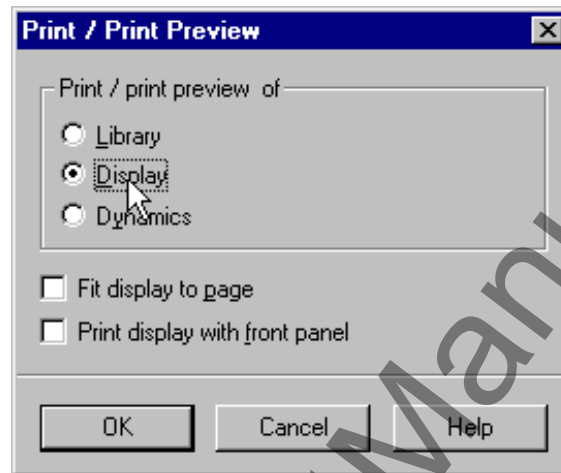 Print / Print Preview
Print / print preview of
Library
Display
Dynamics
Fit display to page
Print display with front panel
OK Cancel Help